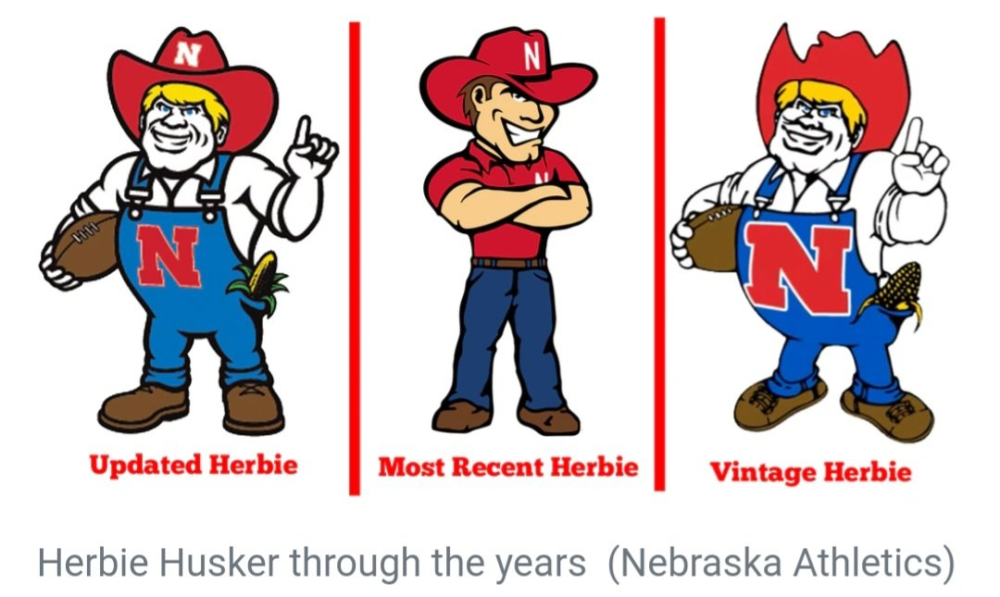 N
N
N
N
N
N
Updated Herbie
Most Recent Herbie
Vintage Herbie
Herbie Husker through the years (Nebraska Athletics)